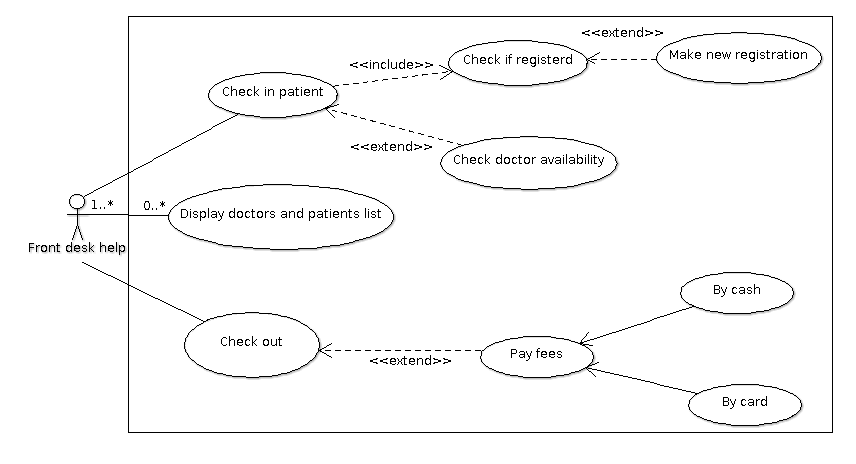 <<extend>>
Check if registerd
Make new registration
<<include>>
Check in patient
<<extend>>
Check doctor availability
1..*
0..*
Display doctors and patients list
Front desk help
By cash
Check out
Pay fees
<<extend>>
By card